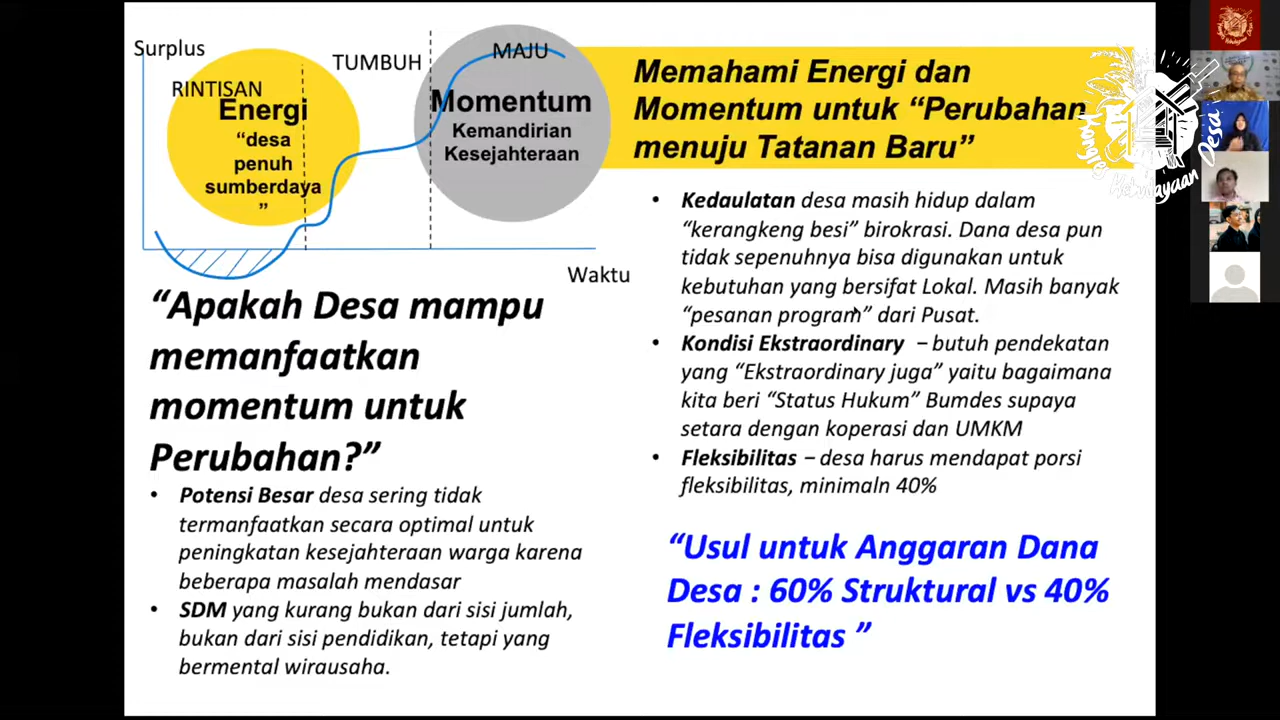 Surplus
RINTISAN
TUMBUH
MAJU
Energi
“desa
penuh
sumberdaya
”
Momentum
Kemandirian
Kesejahteraan
Waktu
Memahami Energi dan
Momentum untuk “Perubahan
menuju Tatanan Baru”
“Apakah Desa mampu
memanfaatkan
momentum untuk
Perubahan?”
• Potensi Besar desa sering tidak
termanfaatkan secara optimal untuk
peningkatan kesejahteraan warga karena
beberapa masalah mendasar
• SDM yang kurang bukan dari sisi jumlah,
bukan dari sisi pendidikan, tetapi yang
bermental wirausaha.
• Kedaulatan desa masih hidup dalam
“kerangkeng besi” birokrasi. Dana desa pun
tidak sepenuhnya bisa digunakan untuk
kebutuhan yang bersifat Lokal. Masih banyak
“pesanan program” dari Pusat.
• Kondisi Ekstraordinary – butuh pendekatan
yang “Ekstraordinary juga” yaitu bagaimana
kita beri “Status Hukum” Bumdes supaya
setara dengan koperasi dan UMKM
• Fleksibilitas – desa harus mendapat porsi
fleksibilitas, minimaln 40%
“Usul untuk Anggaran Dana
Desa : 60% Struktural vs 40%
Fleksibilitas ”
Kebudayaan Desa